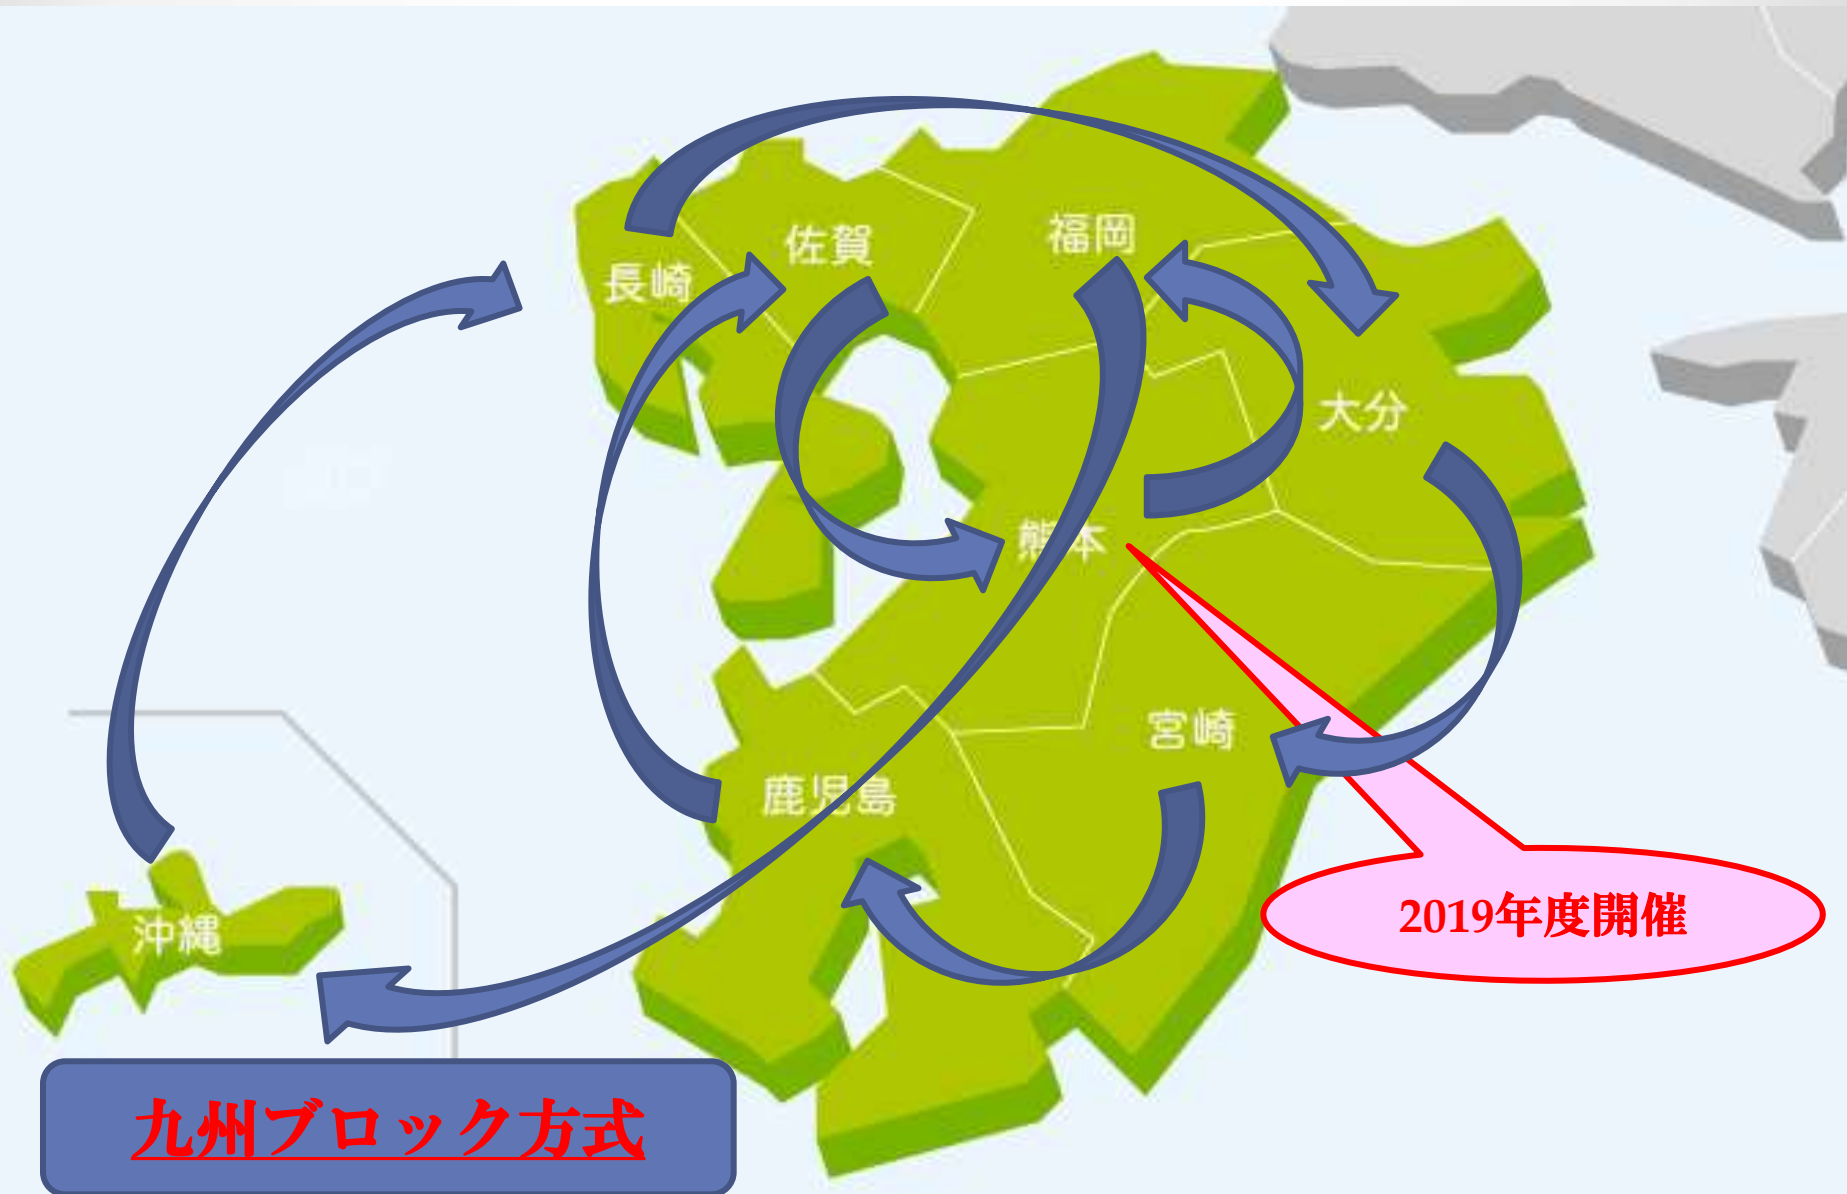 福岡
佐賀
長崎
大分
熊本
宮崎
鹿児島
2019年度開催
沖縄
九州ブロック方式